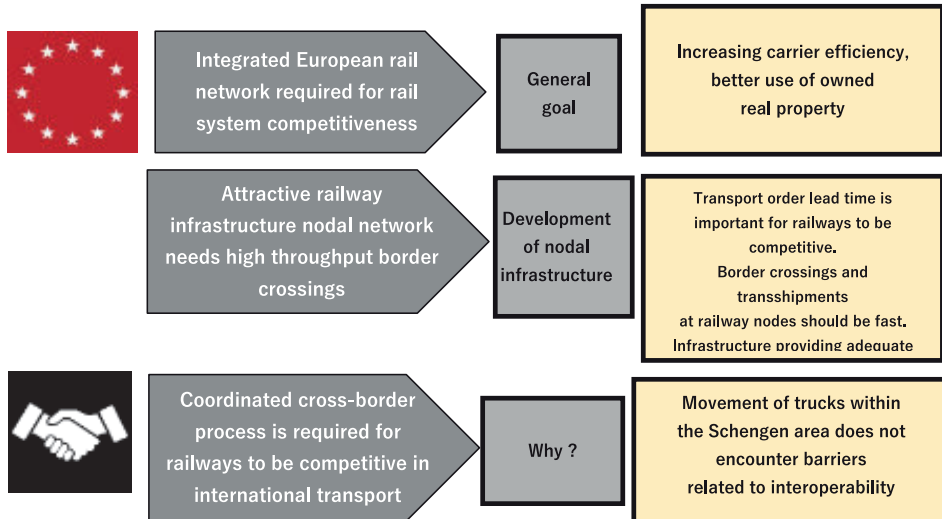 Integrated European rail
network required for rail
system competitiveness
General
goal
Increasing carrier efficiency,
better use of owned
real property
Attractive railway
infrastructure nodal network
needs high throughput border
crossings
Development
of nodal
infrastructure
Transport order lead time is
important for railways to be
competitive.
Border crossings and
transshipments
at railway nodes should be fast.
Infrastructure providing adequate
Coordinated cross-border
process is required for
railways to be competitive in
international transport
Why ?
Movement of trucks within
the Schengen area does not
encounter barriers
related to interoperability